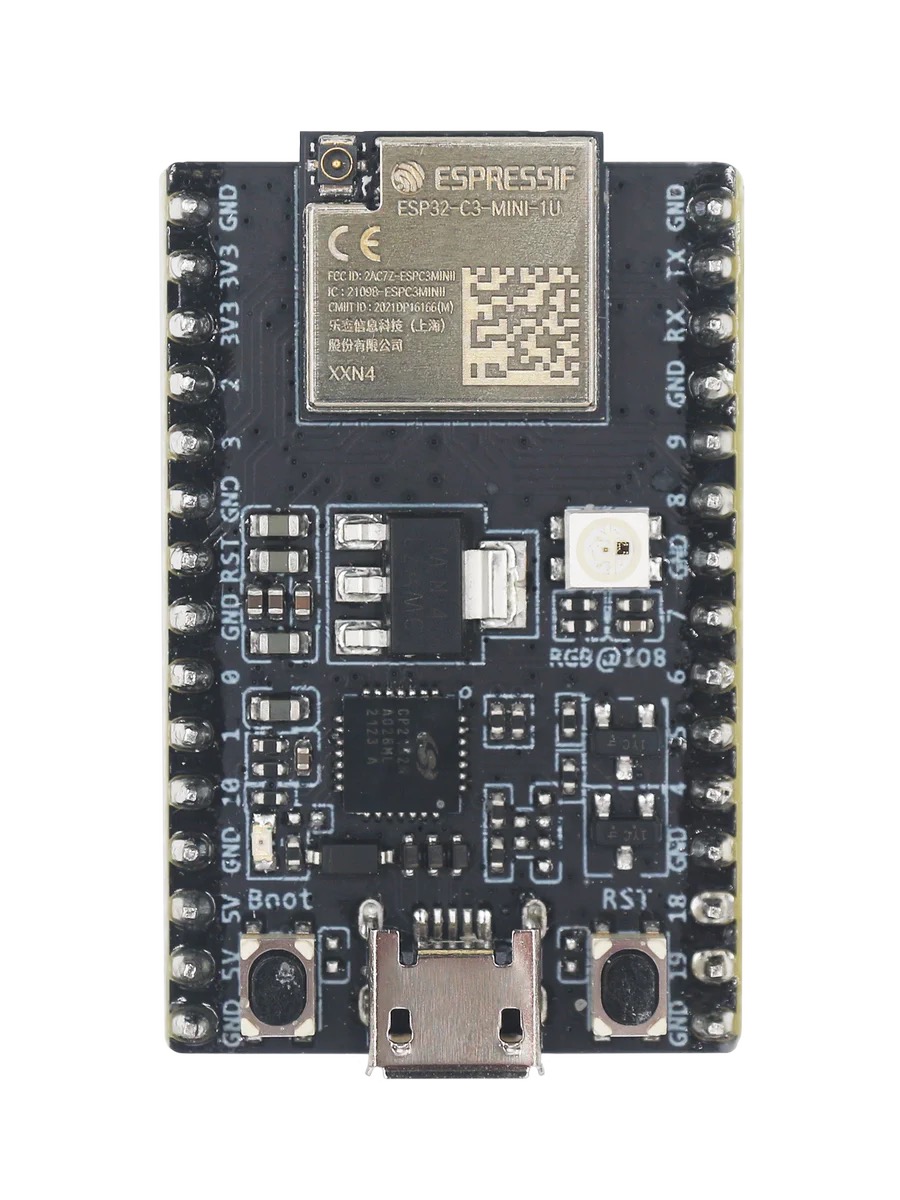 ESPRESSIF
ESP32-C3-MINI-1U
CE
FCC ID: 2AC7Z-ESPC3MINI1
IC : 21098-ESPC3MINI1
CMIIT ID : 2021DP16166(M)
乐鑫信息科技（上海）
股份有限公司
XXN4
GND
3V3
3V3
2
3
GND
RST
GND
0
1
10
GND
5V
5V
GND
GND
TX
RX
GND
9
8
GND
7
6
5
4
GND
18
19
GND
RGB@IO8
A028ML
2123
Boot
RST